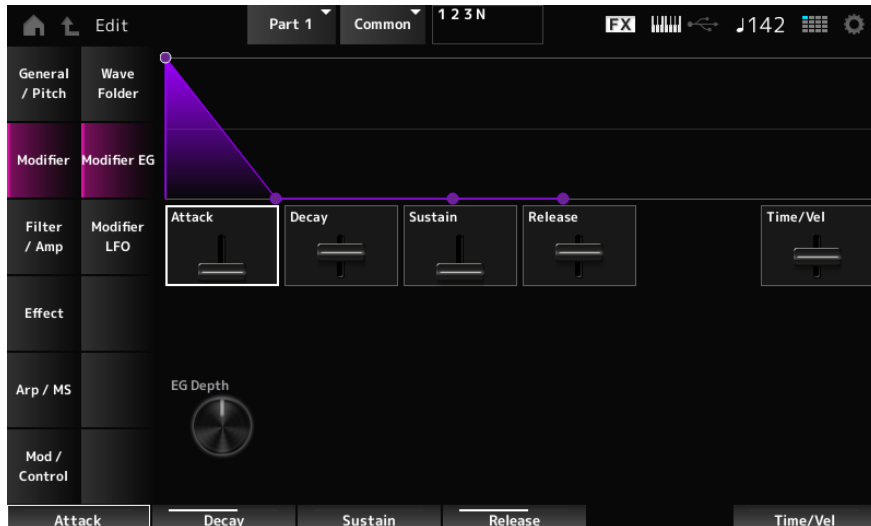 Edit
Part 1
Common
1 2 3 N
FX
♩142
General
/ Pitch
Wave
Folder
Modifier
Modifier EG
Filter
/ Amp
Modifier
LFO
Effect
Arp / MS
Mod /
Control
Attack
Decay
Sustain
Release
Time/Vel
EG Depth
Attack
Decay
Sustain
Release
Time/Vel